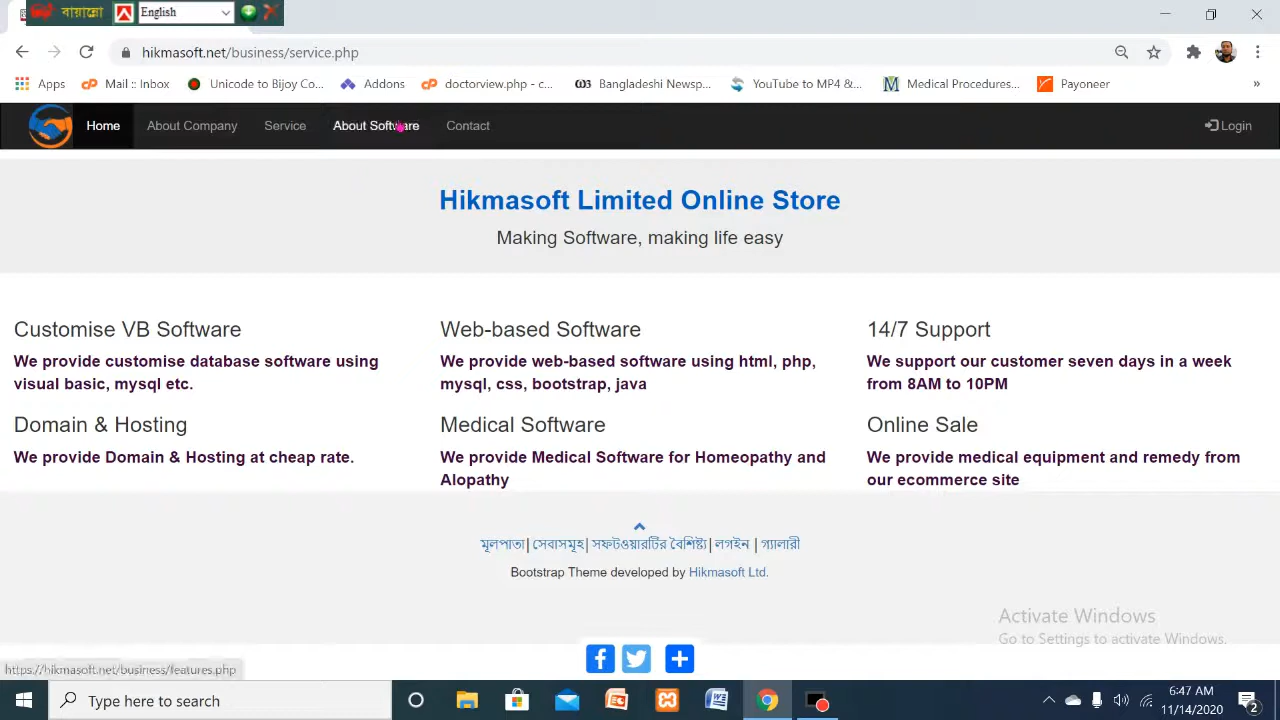 বায়ান্নো English
hikmasoft.net/business/service.php
Apps Mail :: Inbox Unicode to Bijoy Co... Addons doctorview.php - c... Bangladeshi Newsp... YouTube to MP4 &... Medical Procedures... Payoneer »
Home About Company Service About Software Contact Login
Hikmasoft Limited Online Store
Making Software, making life easy
Customise VB Software
We provide customise database software using
visual basic, mysql etc.
Web-based Software
We provide web-based software using html, php,
mysql, css, bootstrap, java
14/7 Support
We support our customer seven days in a week
from 8AM to 10PM
Domain & Hosting
We provide Domain & Hosting at cheap rate.
Medical Software
We provide Medical Software for Homeopathy and
Alopathy
Online Sale
We provide medical equipment and remedy from
our ecommerce site
মূলপাতা| সেবাসমূহ| সফটওয়ারটির বৈশিষ্ট্য| লগইন | গ্যালারী
Bootstrap Theme developed by Hikmasoft Ltd.
Activate Windows
Go to Settings to activate Windows.
https://hikmasoft.net/business/features.php
Type here to search
6:47 AM
11/14/2020
2